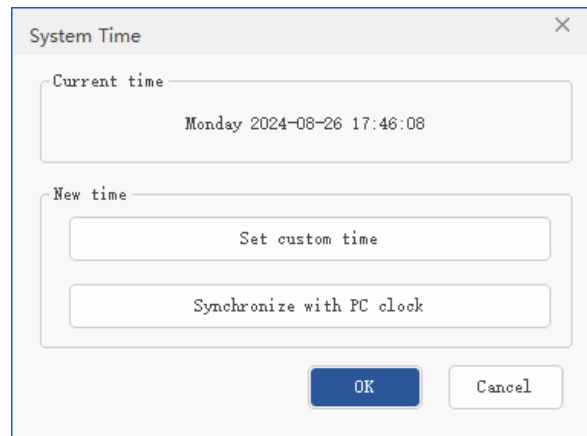 System Time
Current time
Monday 2024-08-26 17:46:08
New time
Set custom time
Synchronize with PC clock
OK
Cancel